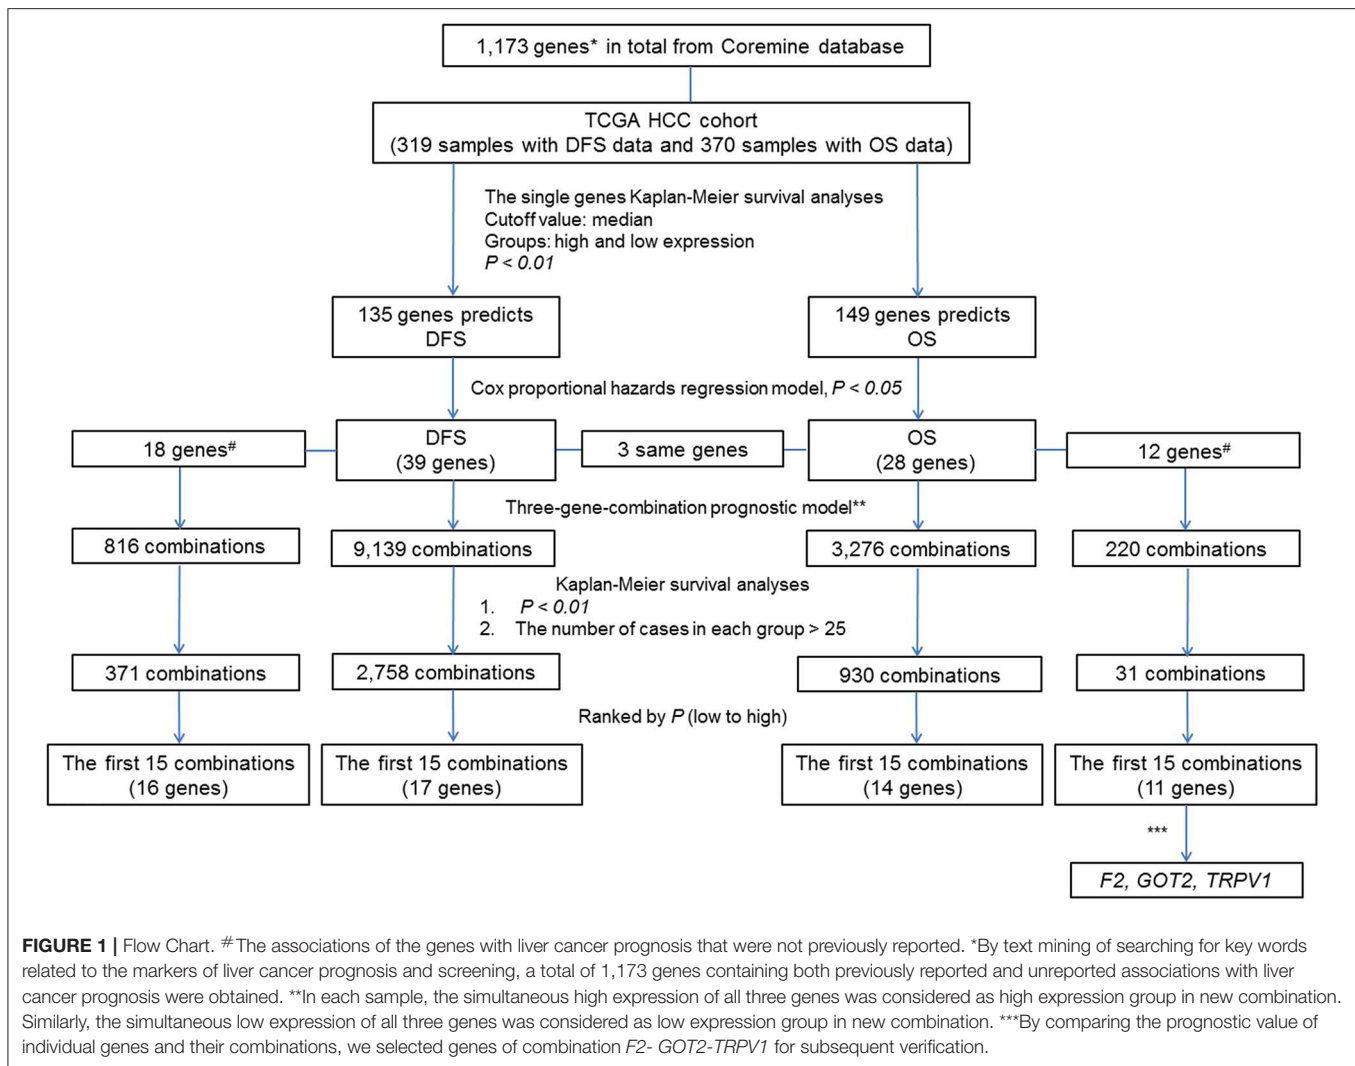 1,173 genes* in total from Coremine database
TCGA HCC cohort
(319 samples with DFS data and 370 samples with OS data)
The single genes Kaplan-Meier survival analyses
Cutoff value: median
Groups: high and low expression
P < 0.01
135 genes predicts
DFS
149 genes predicts
OS
Cox proportional hazards regression model, P < 0.05
18 genes#
DFS
(39 genes)
3 same genes
OS
(28 genes)
12 genes#
Three-gene-combination prognostic model**
816 combinations
9,139 combinations
3,276 combinations
220 combinations
Kaplan-Meier survival analyses
1. P < 0.01
2. The number of cases in each group > 25
371 combinations
2,758 combinations
930 combinations
31 combinations
Ranked by P (low to high)
The first 15 combinations
(16 genes)
The first 15 combinations
(17 genes)
The first 15 combinations
(14 genes)
The first 15 combinations
(11 genes)
***
F2, GOT2, TRPV1
FIGURE 1 | Flow Chart. #The associations of the genes with liver cancer prognosis that were not previously reported. *By text mining of searching for key words
related to the markers of liver cancer prognosis and screening, a total of 1,173 genes containing both previously reported and unreported associations with liver
cancer prognosis were obtained. **In each sample, the simultaneous high expression of all three genes was considered as high expression group in new combination.
Similarly, the simultaneous low expression of all three genes was considered as low expression group in new combination. ***By comparing the prognostic value of
individual genes and their combinations, we selected genes of combination F2- GOT2-TRPV1 for subsequent verification.